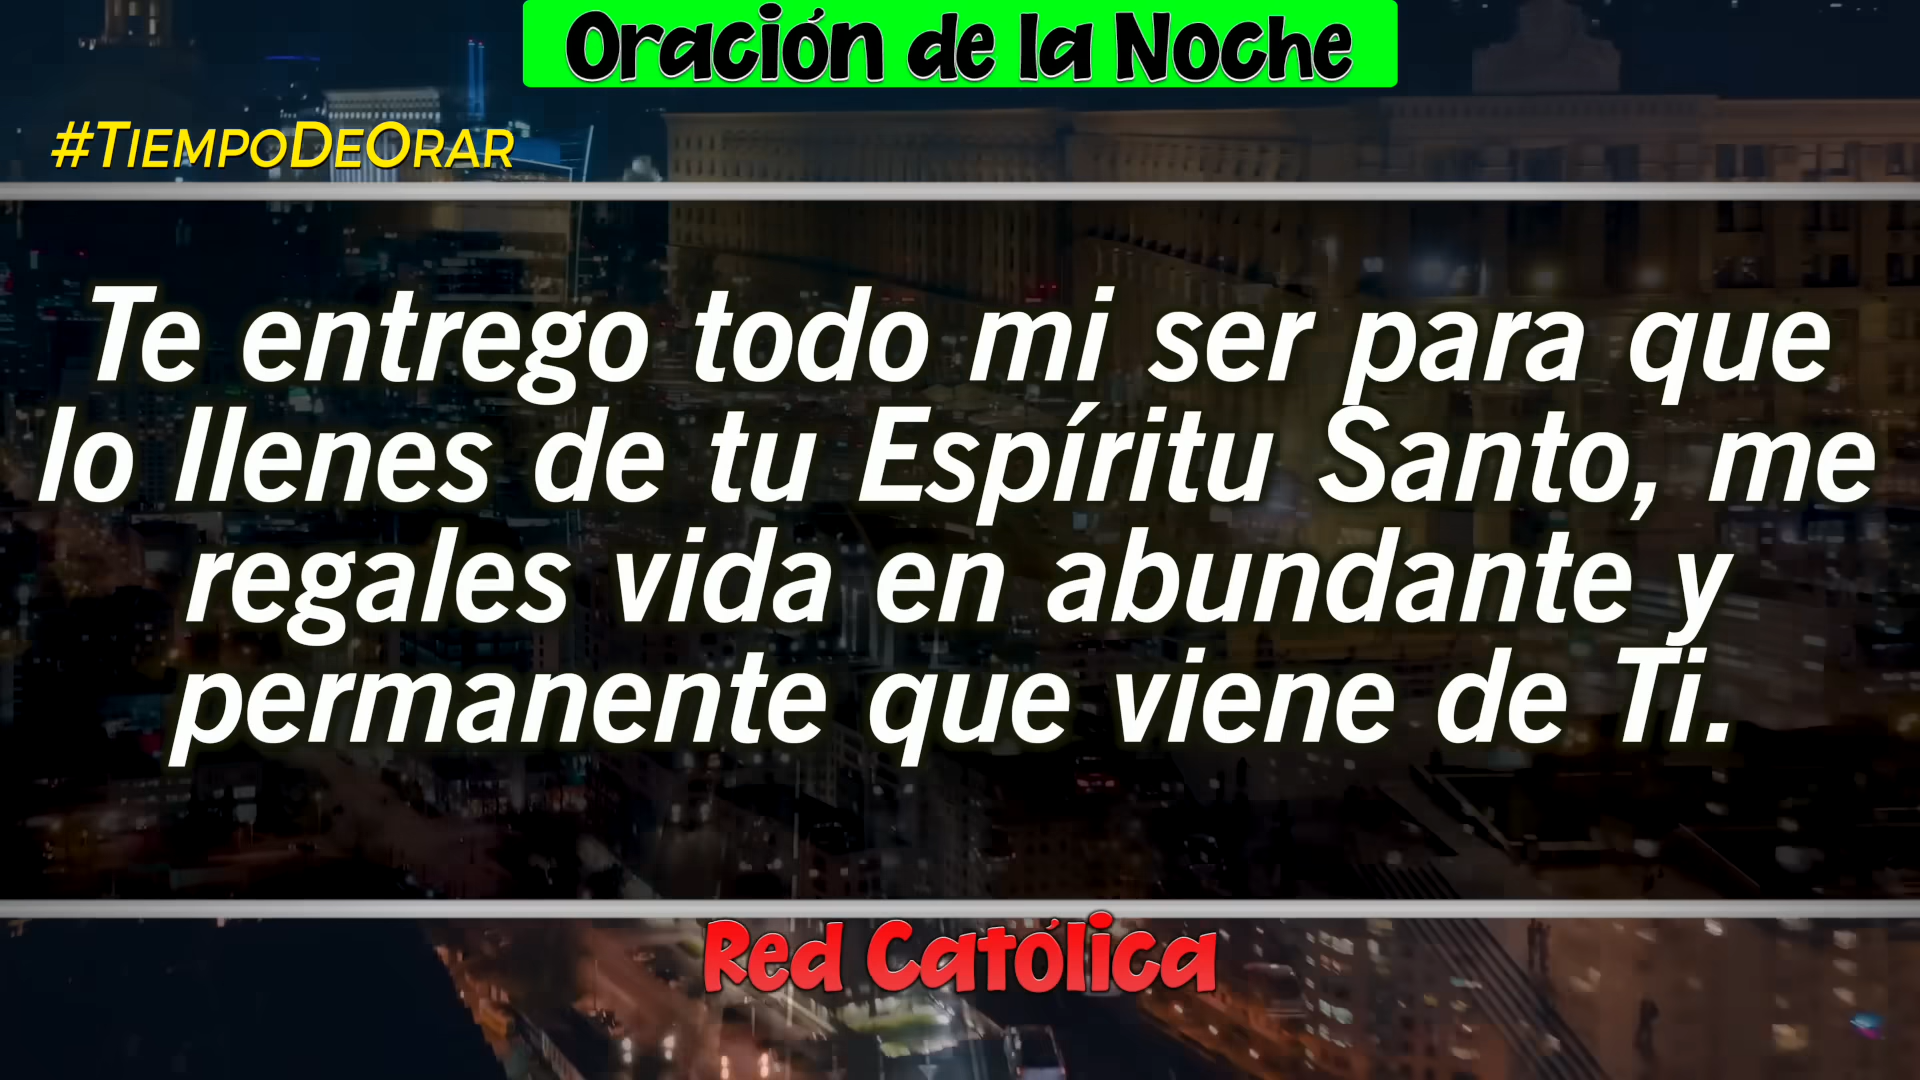 Oración de la Noche
#TiempoDeOrar
Te entrego todo mi ser para que
lo llenes de tu Espíritu Santo, me
regales vida en abundante y
permanente que viene de Ti.
Red Católica